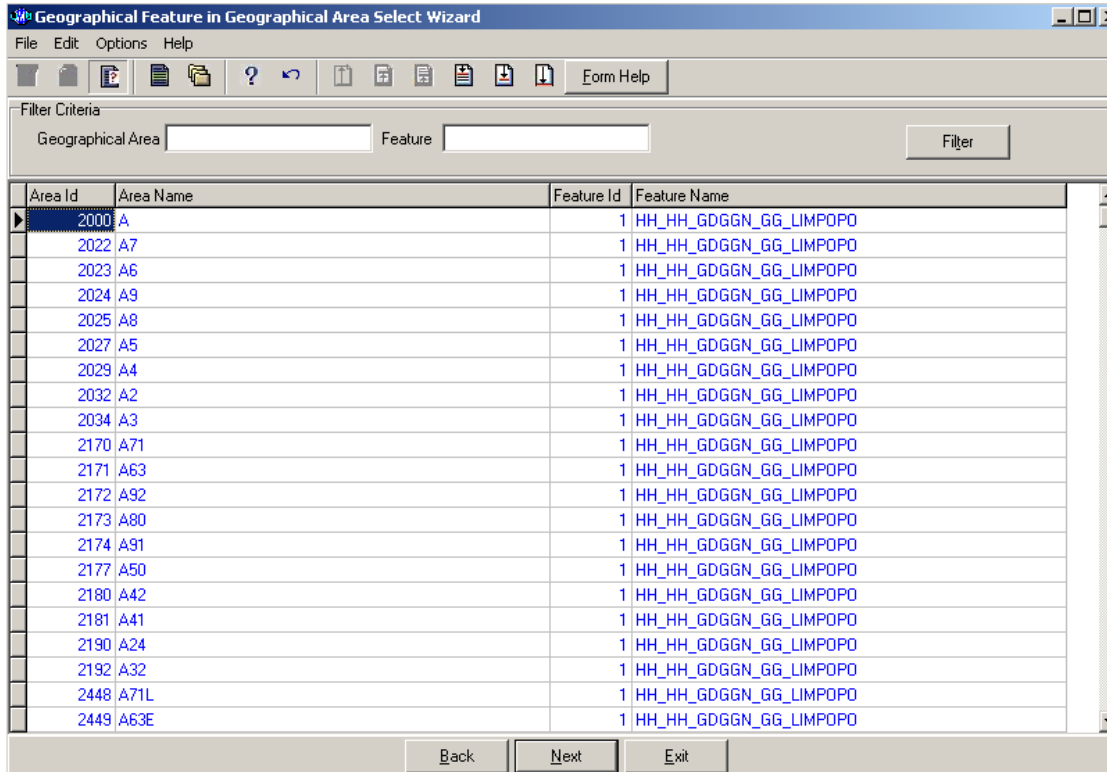 Geographical Feature in Geographical Area Select Wizard
File Edit Options Help
? Form Help
Filter Criteria
Geographical Area Feature Filter
Area Id Area Name Feature Id Feature Name
2000 A 1 HH_HH_GDGGN_GG_LIMPOPO
2022 A7 1 HH_HH_GDGGN_GG_LIMPOPO
2023 A6 1 HH_HH_GDGGN_GG_LIMPOPO
2024 A9 1 HH_HH_GDGGN_GG_LIMPOPO
2025 A8 1 HH_HH_GDGGN_GG_LIMPOPO
2027 A5 1 HH_HH_GDGGN_GG_LIMPOPO
2029 A4 1 HH_HH_GDGGN_GG_LIMPOPO
2032 A2 1 HH_HH_GDGGN_GG_LIMPOPO
2034 A3 1 HH_HH_GDGGN_GG_LIMPOPO
2170 A71 1 HH_HH_GDGGN_GG_LIMPOPO
2171 A63 1 HH_HH_GDGGN_GG_LIMPOPO
2172 A92 1 HH_HH_GDGGN_GG_LIMPOPO
2173 A80 1 HH_HH_GDGGN_GG_LIMPOPO
2174 A91 1 HH_HH_GDGGN_GG_LIMPOPO
2177 A50 1 HH_HH_GDGGN_GG_LIMPOPO
2180 A42 1 HH_HH_GDGGN_GG_LIMPOPO
2181 A41 1 HH_HH_GDGGN_GG_LIMPOPO
2190 A24 1 HH_HH_GDGGN_GG_LIMPOPO
2192 A32 1 HH_HH_GDGGN_GG_LIMPOPO
2448 A71L 1 HH_HH_GDGGN_GG_LIMPOPO
2449 A63E 1 HH_HH_GDGGN_GG_LIMPOPO
Back Next Exit